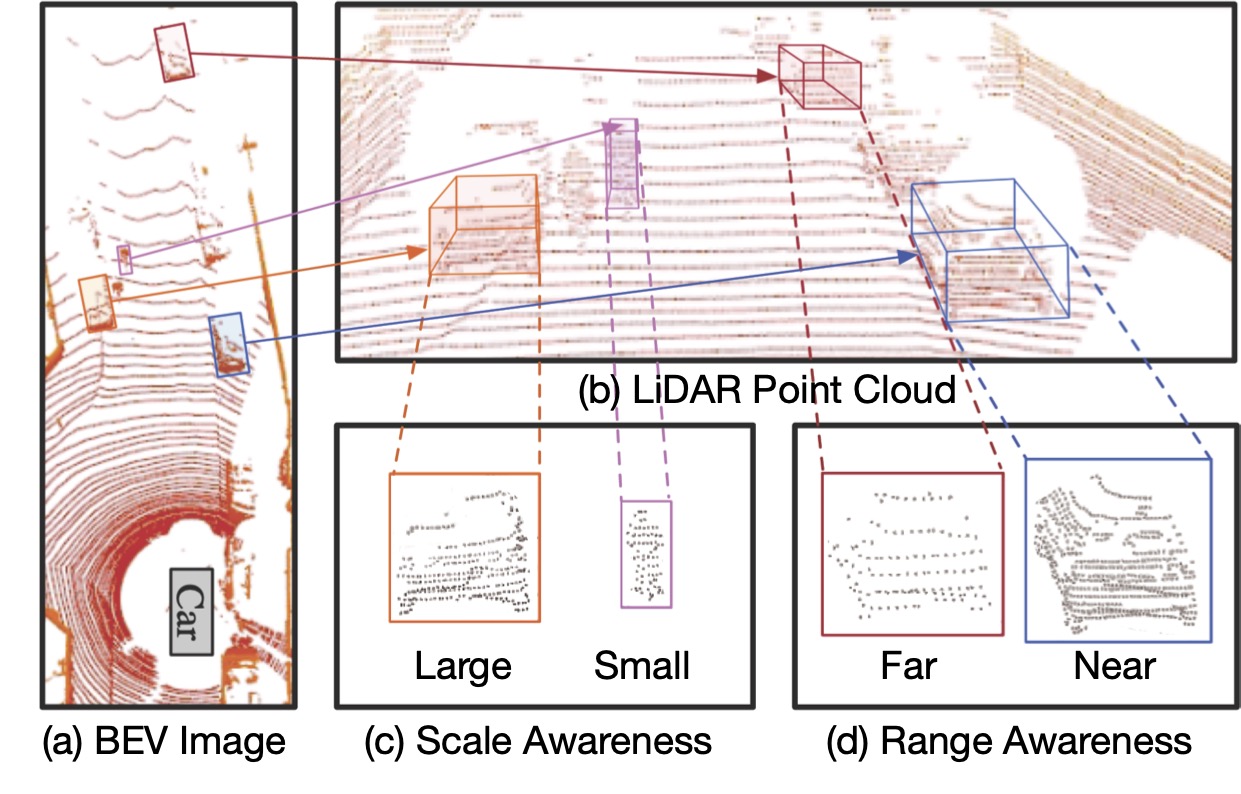 (b) LiDAR Point Cloud
Car
Large Small
Far Near
(a) BEV Image
(c) Scale Awareness
(d) Range Awareness